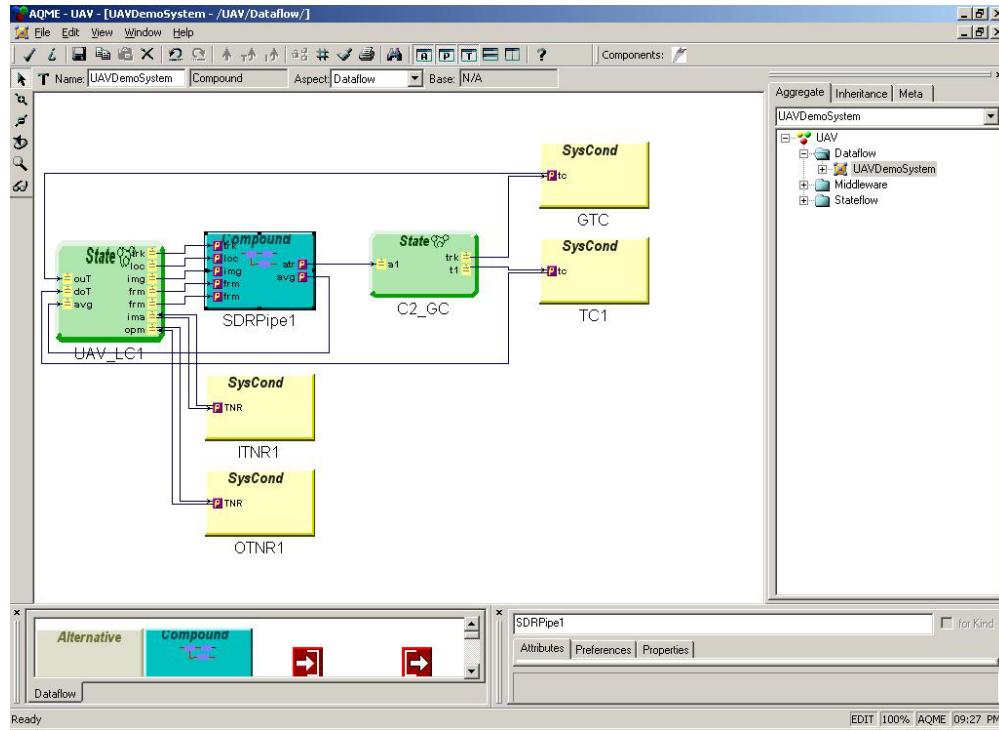 AQME - UAV - [UAVDemoSystem - /UAV/Dataflow/]
File Edit View Window Help
A P T ? Components:
T Name: UAVDemoSystem Compound Aspect: Dataflow Base: N/A
Aggregate Inheritance Meta
UAVDemoSystem
UAV
Dataflow
UAVDemoSystem
Middleware
Stateflow
SysCond
P tc
GTC
State
trk
loc
ouT img
doT frm
avg frm
ima
opm
UAV_LC1
Compound
P trk
P loc atr P
P img avg P
P frm
P frm
SDRPipe1
State
a1 trk
t1
C2_GC
SysCond
P tc
TC1
SysCond
P TNR
ITNR1
SysCond
P TNR
OTNR1
Alternative Compound
Dataflow
SDRPipe1 for Kind
Attributes Preferences Properties
Ready EDIT 100% AQME 09:27 PM